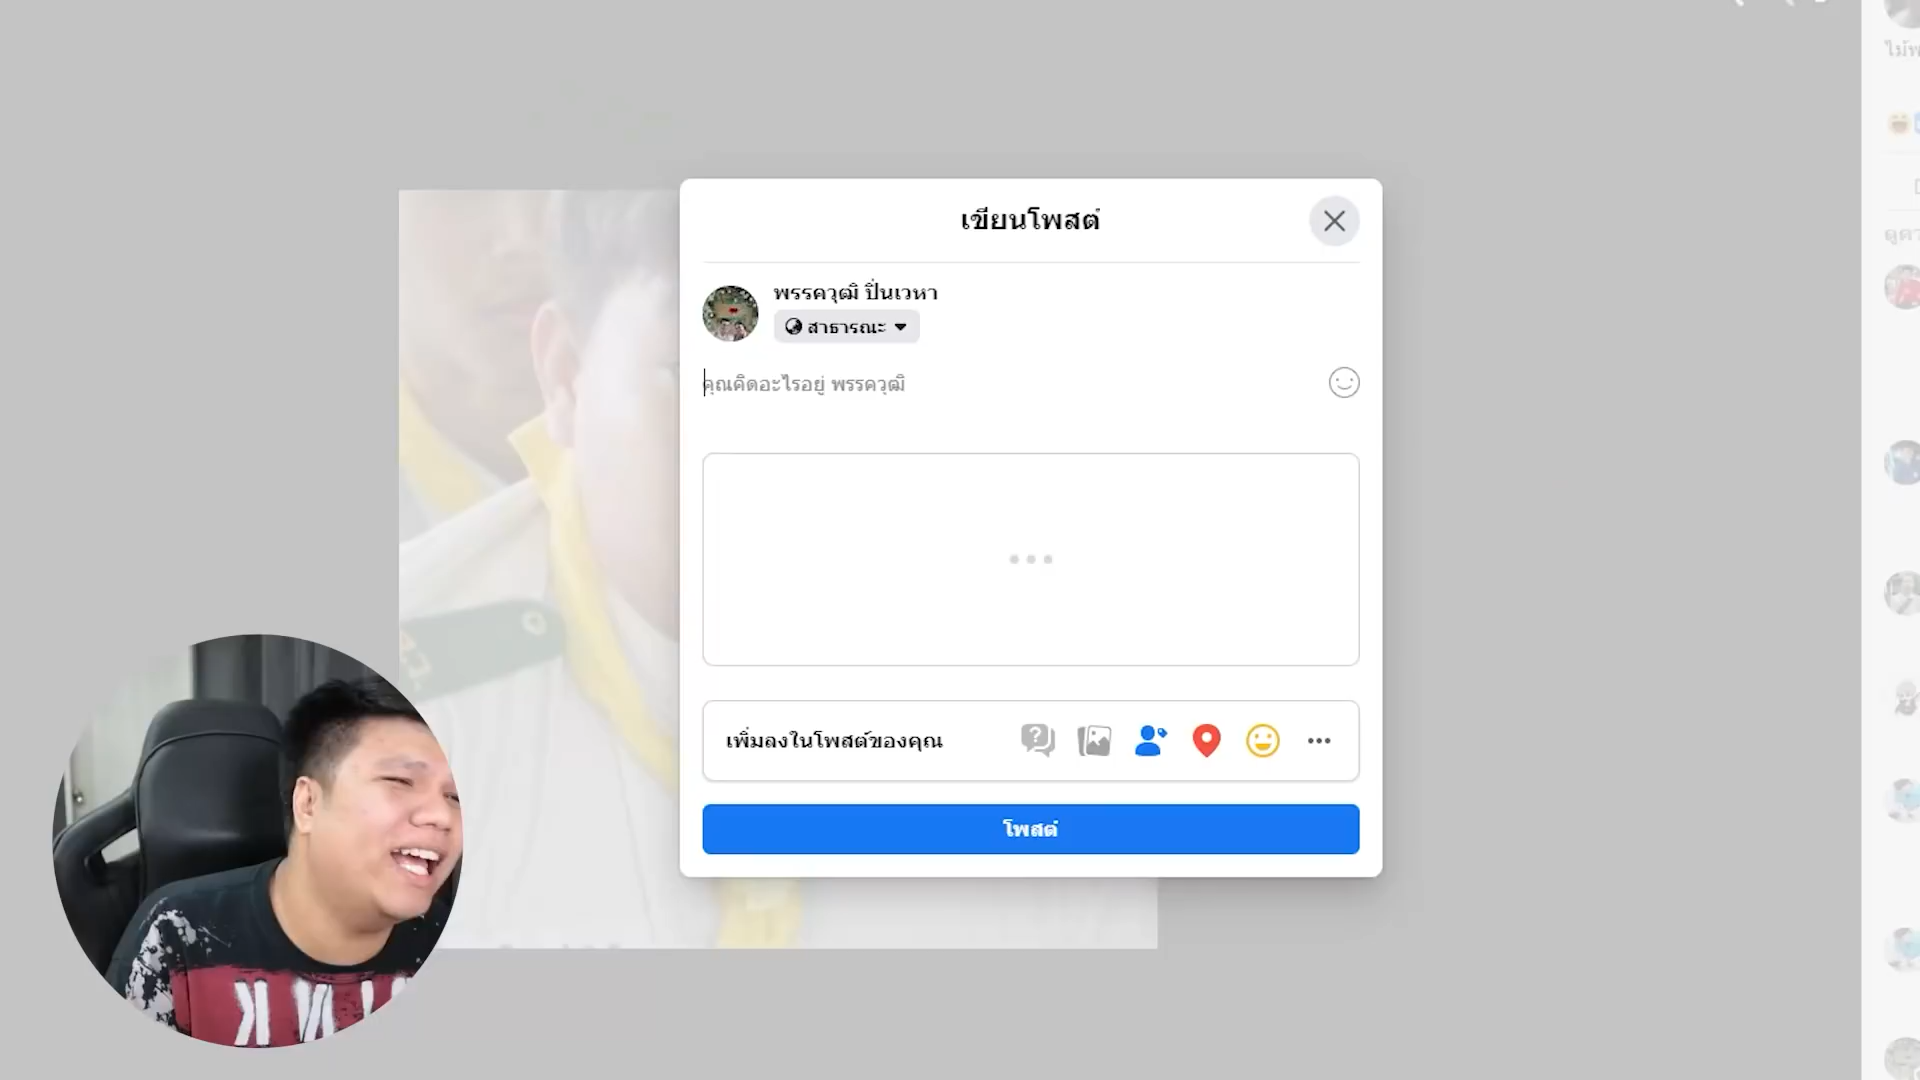 เขียนโพสต์
พรรควุฒิ ปิ่นเวหา
สาธารณะ
คุณคิดอะไรอยู่ พรรควุฒิ
เพิ่มลงในโพสต์ของคุณ
โพสต์